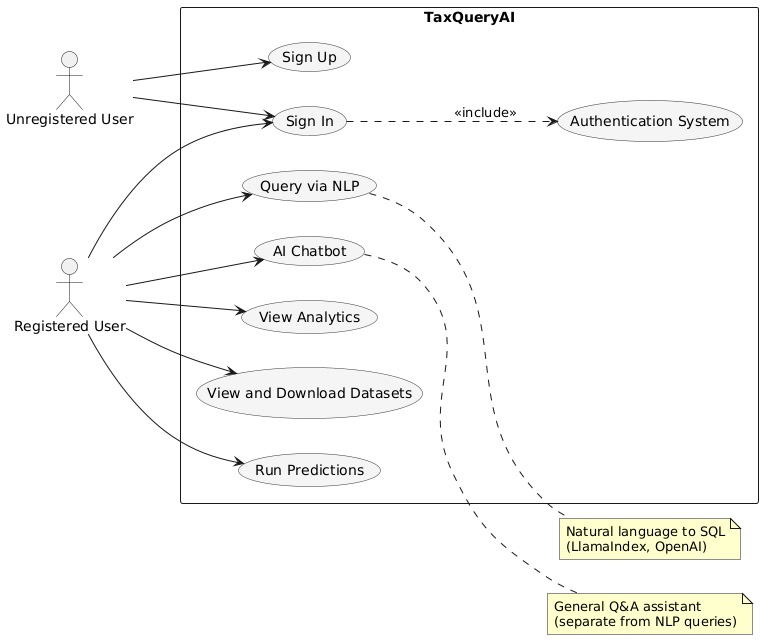 TaxQueryAI
Sign Up
Unregistered User
Sign In
«include»
Authentication System
Query via NLP
AI Chatbot
View Analytics
Registered User
View and Download Datasets
Run Predictions
Natural language to SQL
(LlamaIndex, OpenAI)
General Q&A assistant
(separate from NLP queries)